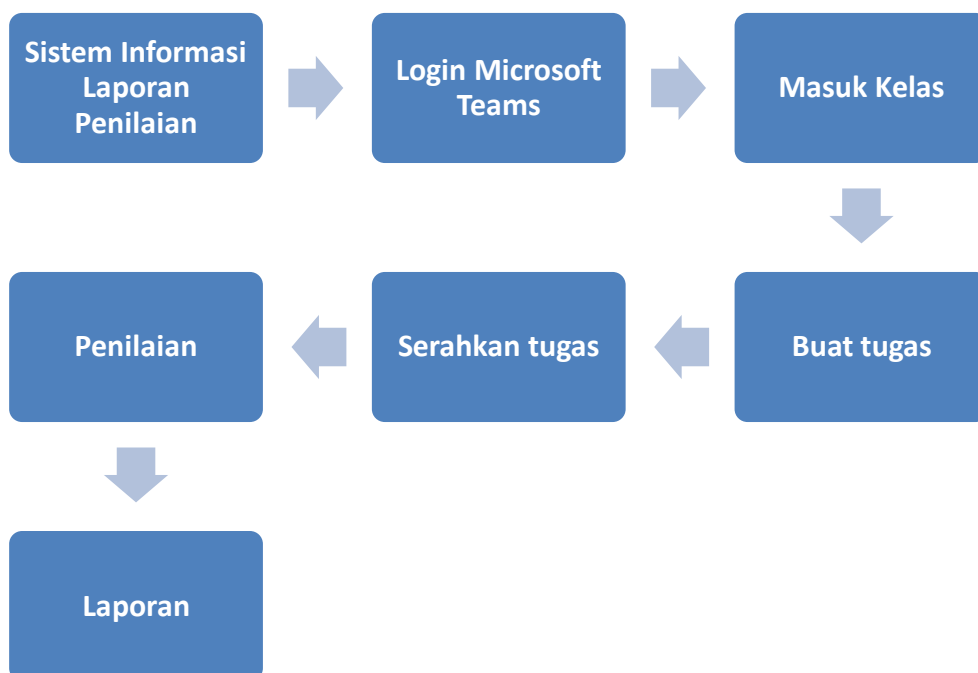 Sistem Informasi
Laporan
Penilaian
Login Microsoft
Teams
Masuk Kelas
Buat tugas
Serahkan tugas
Penilaian
Laporan